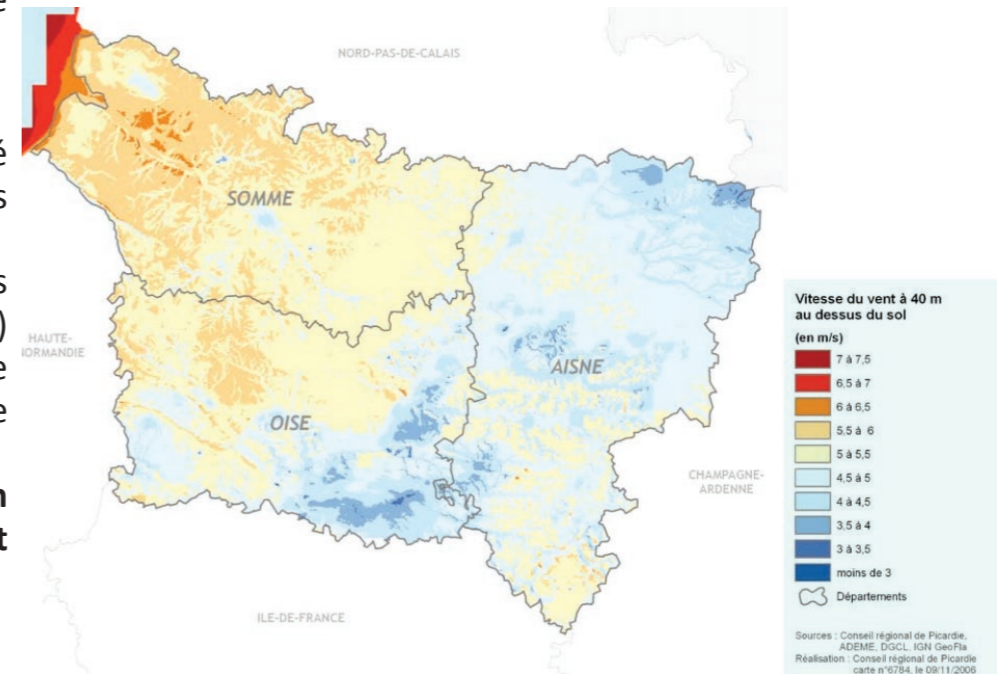 e
é
s
s
)
e
e
n
t
NORD-PAS-DE-CALAIS
SOMME
HAUTE-
NORMANDIE
AISNE
OISE
CHAMPAGNE-
ARDENNE
ILE-DE-FRANCE
Vitesse du vent à 40 m
au dessus du sol
(en m/s)
7 à 7,5
6,5 à 7
6 à 6,5
5,5 à 6
5 à 5,5
4,5 à 5
4 à 4,5
3,5 à 4
3 à 3,5
moins de 3
Départements
Sources : Conseil régional de Picardie,
ADEME, DGCL, IGN GeoFla
Réalisation : Conseil régional de Picardie
carte n°6784, le 09/11/2006